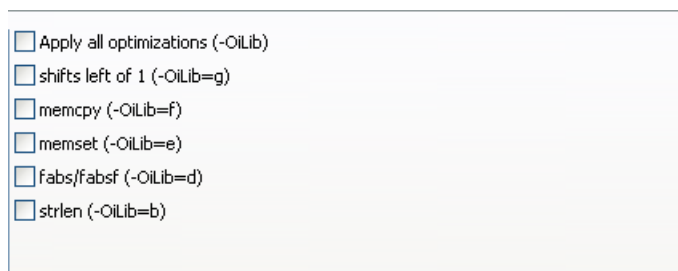 Apply all optimizations (-OiLib)
shifts left of 1 (-OiLib=g)
memcpy (-OiLib=f)
memset (-OiLib=e)
fabs/fabsf (-OiLib=d)
strlen (-OiLib=b)